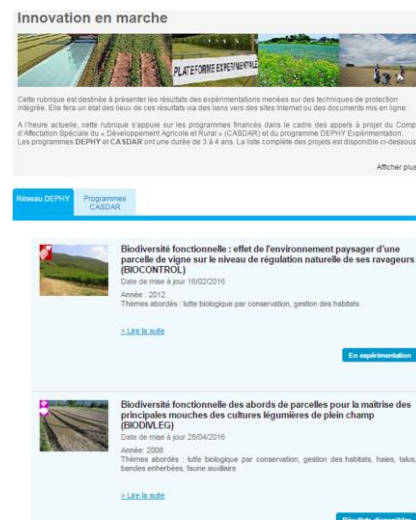 Innovation en marche
PLATEFORME EXPERIMENTALE
Cette rubrique est destinée à présenter les résultats des expérimentations menées sur des techniques de protection
intégrée. Elle fera un état des lieux de ces résultats via des liens vers des sites Internet ou des documents mis en ligne.
A l'heure actuelle, cette rubrique s'appuie sur les programmes financés dans le cadre des appels à projet du Comp
d'Affectation Spéciale du « Développement Agricole et Rural » (CASDAR) et du programme DEPHY Expérimentation.
Les programmes DEPHY et CASDAR ont une durée de 3 à 4 ans. La liste complète des projets est disponible ci-dessous
Afficher plus
Réseau DEPHY
Programmes
CASDAR
Biodiversité fonctionnelle : effet de l'environnement paysager d'une
parcelle de vigne sur le niveau de régulation naturelle de ses ravageurs
(BIOCONTROL)
Date de mise à jour 16/02/2016
Année : 2012
Thèmes abordés : lutte biologique par conservation, gestion des habitats
> Lire la suite
En expérimentation
Biodiversité fonctionnelle des abords de parcelles pour la maitrise des
principales mouches des cultures légumières de plein champ
(BIODIVLEG)
Date de mise à jour 25/04/2016
Année: 2008
Thèmes abordés : lutte biologique par conservation, gestion des habitats, haies, talus,
bandes enherbées, faune auxiliaire
> Lire la suite
Résultats disponibles